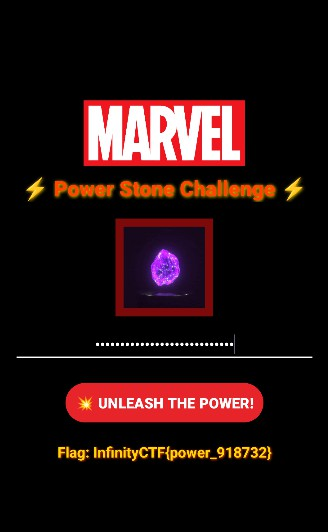 MARVEL
⚡ Power Stone Challenge ⚡
💥 UNLEASH THE POWER!
Flag: InfinityCTF{power_918732}